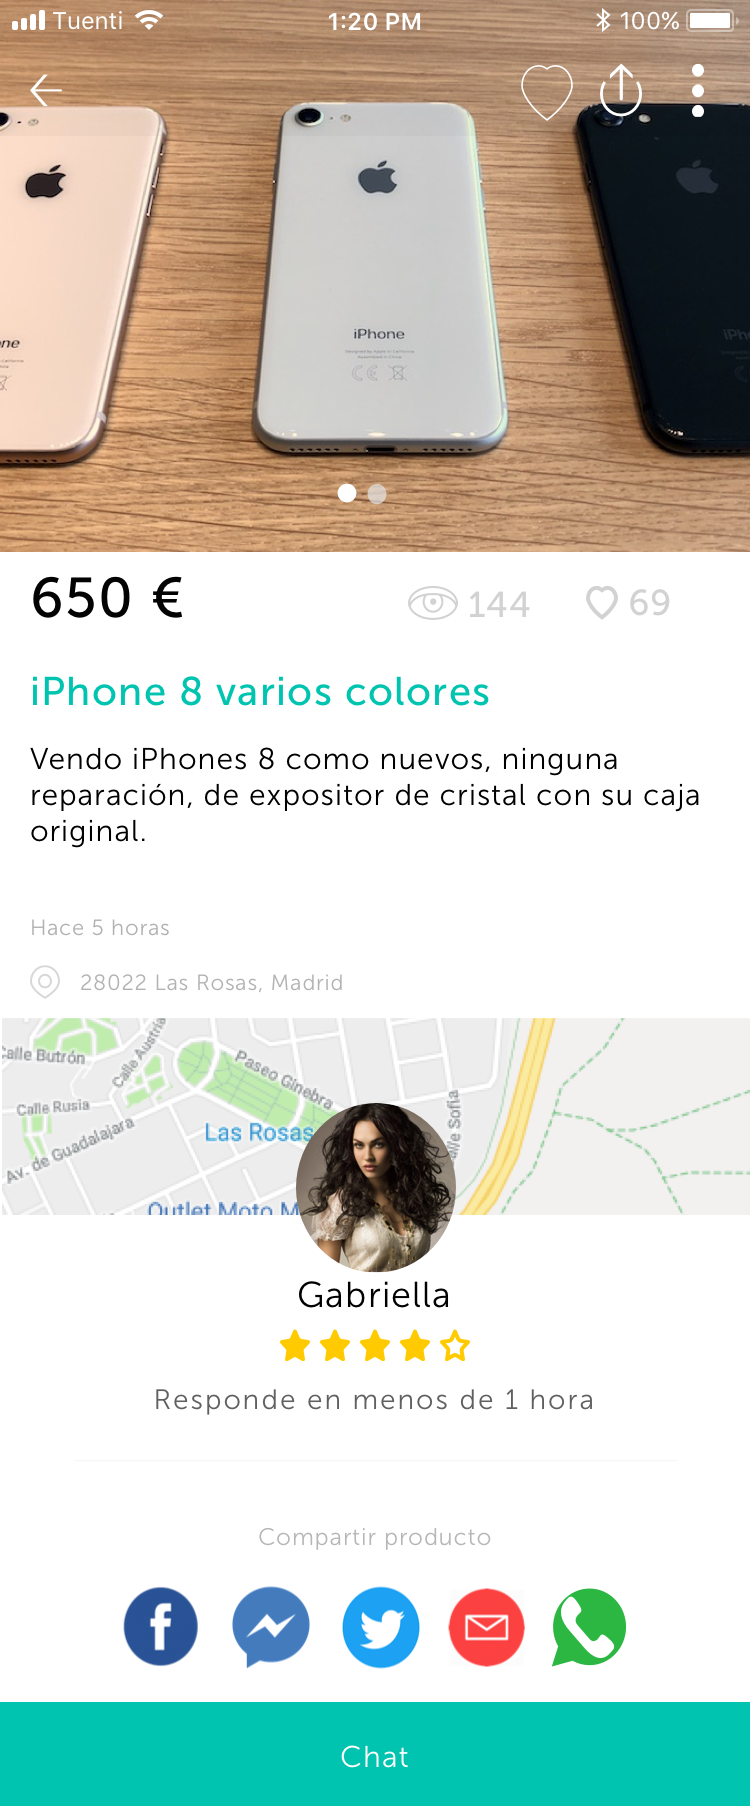 Tuenti 1:20 PM 100%
iPhone
650 € 144 69
iPhone 8 varios colores
Vendo iPhones 8 como nuevos, ninguna
reparación, de expositor de cristal con su caja
original.
Hace 5 horas
28022 Las Rosas, Madrid
Calle Butrón
Calle Austria
Paseo Ginebra
Calle Rusia
Av. de Guadalajara
Las Rosas
Calle Sofía
Outlet Moto M
Gabriella
Responde en menos de 1 hora
Compartir producto
Chat